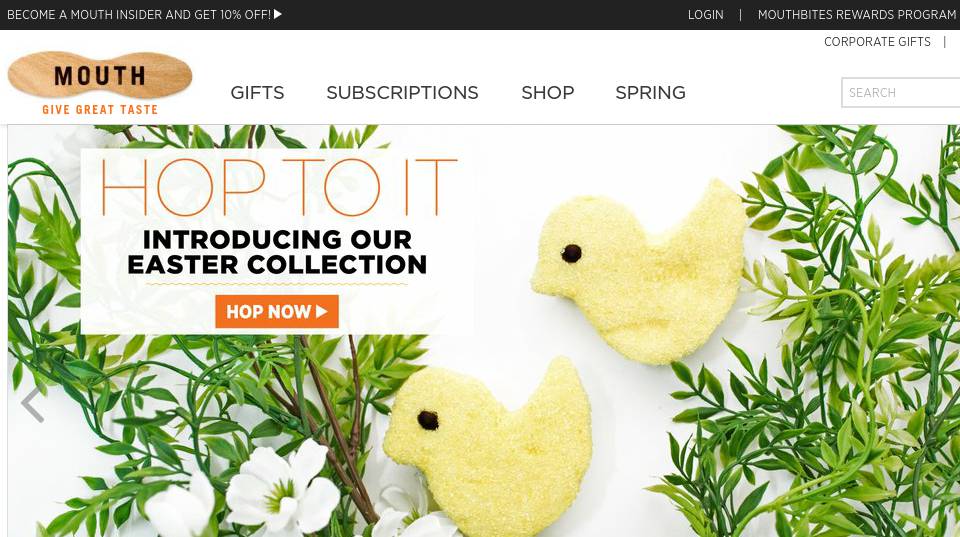 BECOME A MOUTH INSIDER AND GET 10% OFF!
LOGIN | MOUTHBITES REWARDS PROGRAM
CORPORATE GIFTS |
MOUTH
GIVE GREAT TASTE
GIFTS SUBSCRIPTIONS SHOP SPRING
SEARCH
HOP TO IT
INTRODUCING OUR
EASTER COLLECTION
HOP NOW